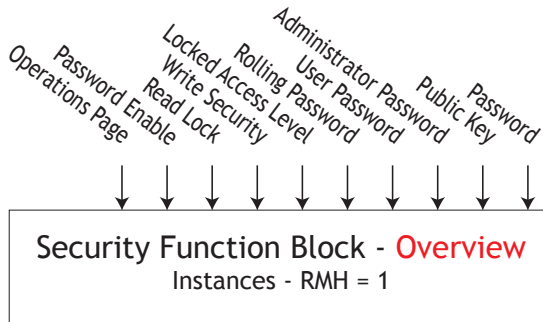 Operations Page
Password Enable
Read Lock
Write Security
Locked Access Level
Rolling Password
User Password
Administrator Password
Public Key
Password
Security Function Block - Overview
Instances - RMH = 1